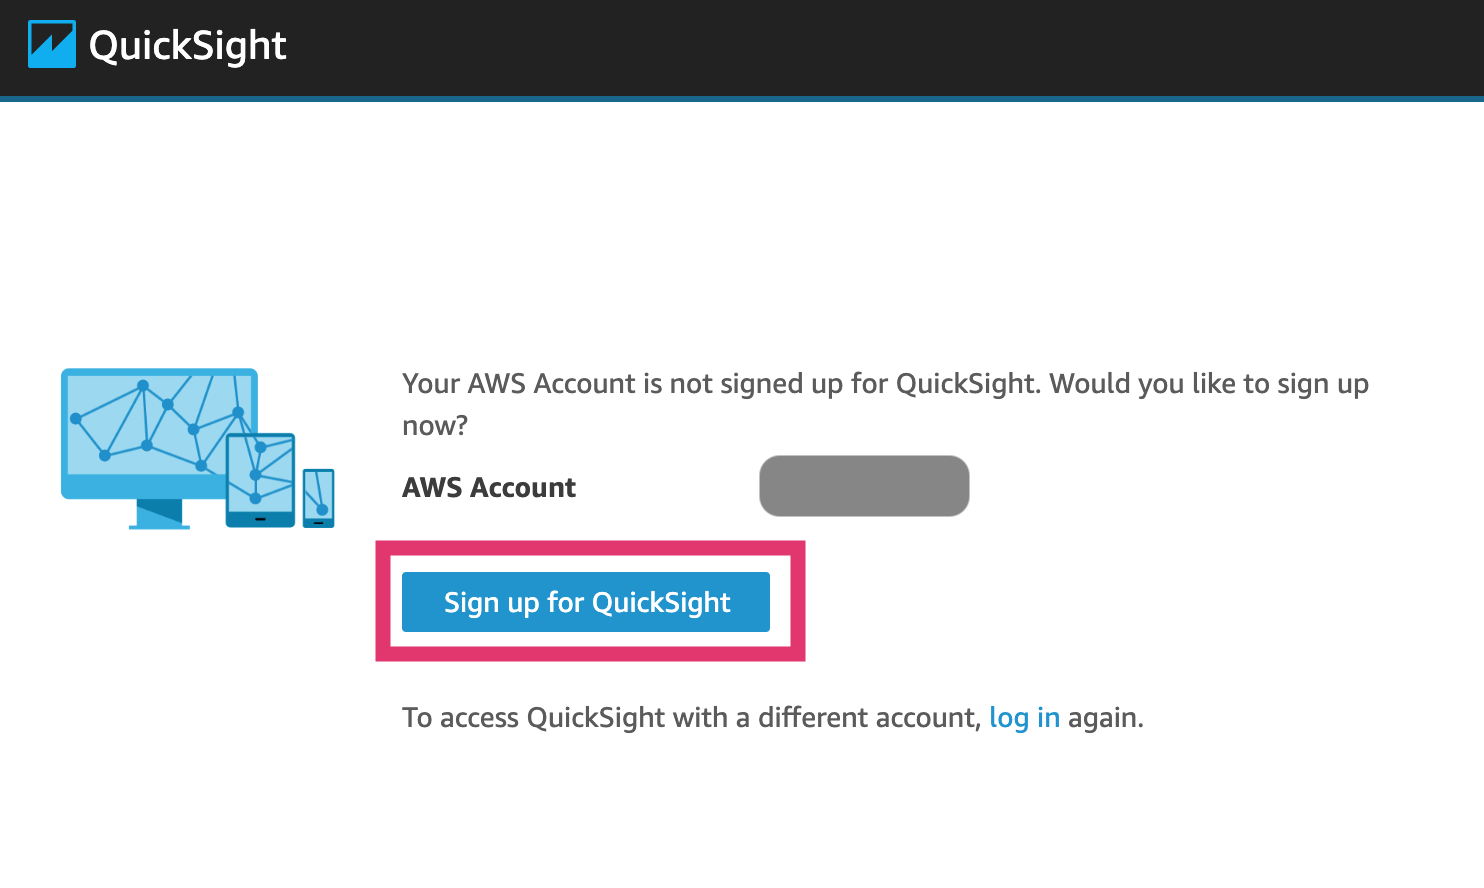 QuickSight
Your AWS Account is not signed up for QuickSight. Would you like to sign up
now?
AWS Account
Sign up for QuickSight
To access QuickSight with a different account, log in again.